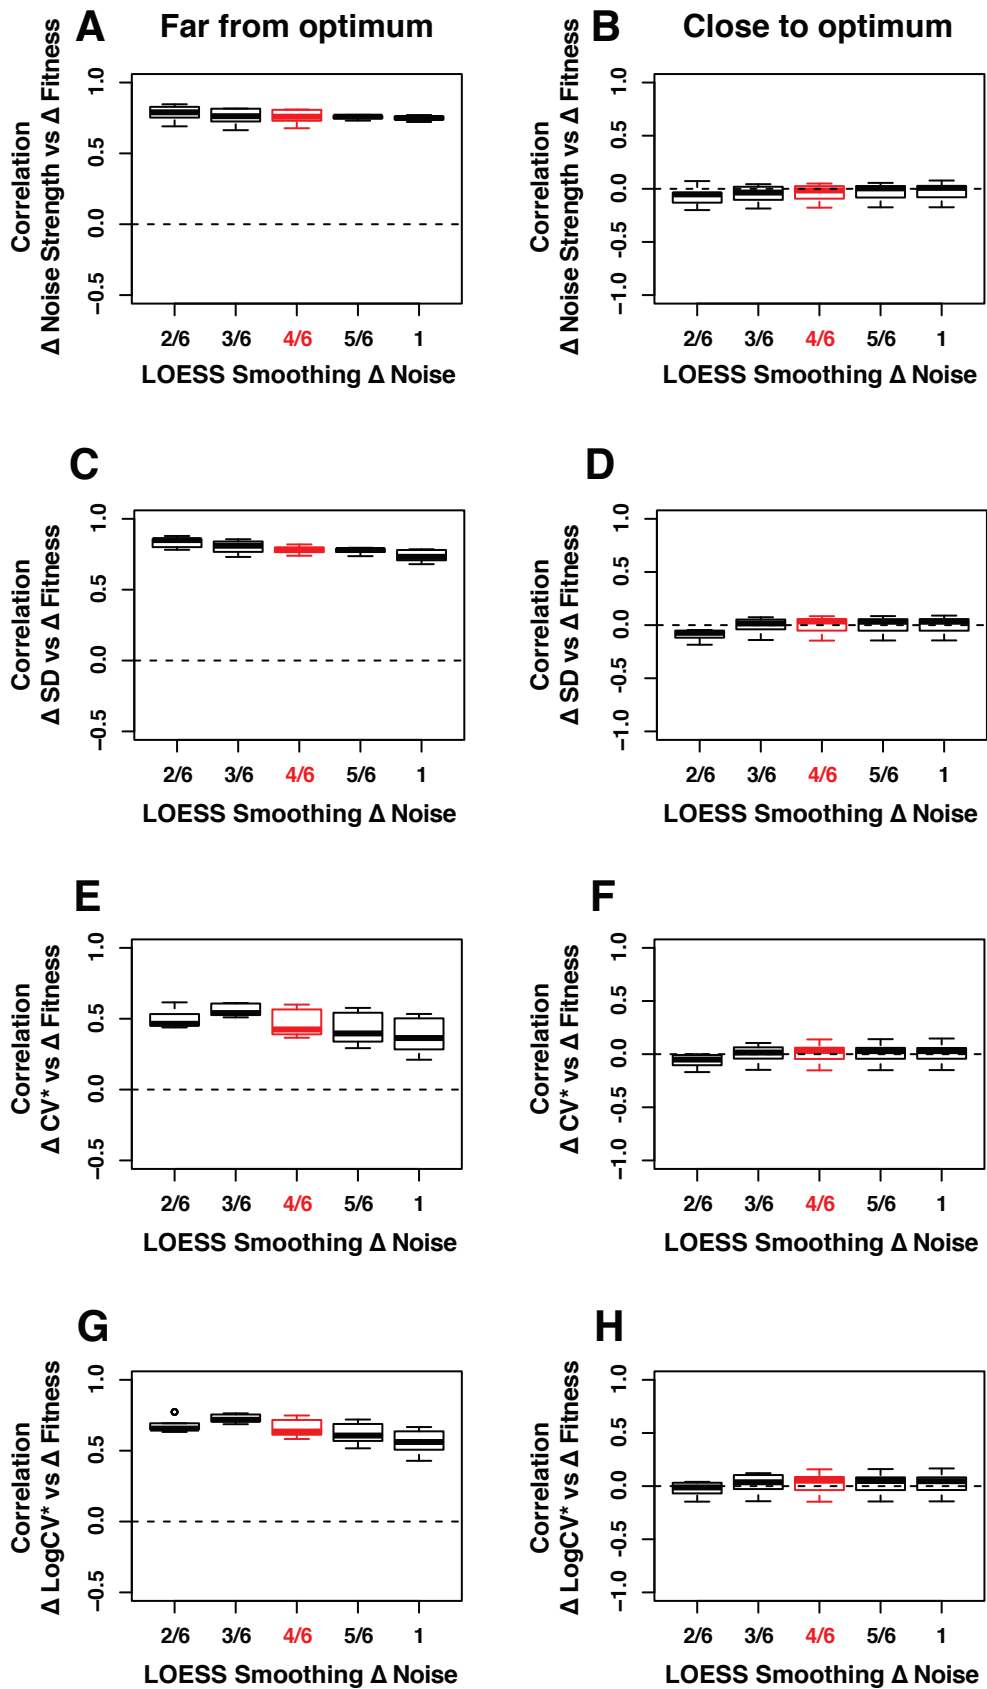 A Far from optimum
Correlation
Δ Noise Strength vs Δ Fitness
1.0
0.5
0.0
−0.5
2/6 3/6 4/6 5/6 1
LOESS Smoothing Δ Noise
B Close to optimum
Correlation
Δ Noise Strength vs Δ Fitness
1.0
0.5
0.0
−0.5
−1.0
2/6 3/6 4/6 5/6 1
LOESS Smoothing Δ Noise
C
Correlation
Δ SD vs Δ Fitness
1.0
0.5
0.0
−0.5
2/6 3/6 4/6 5/6 1
LOESS Smoothing Δ Noise
D
Correlation
Δ SD vs Δ Fitness
1.0
0.5
0.0
−0.5
−1.0
2/6 3/6 4/6 5/6 1
LOESS Smoothing Δ Noise
E
Correlation
Δ CV* vs Δ Fitness
1.0
0.5
0.0
−0.5
2/6 3/6 4/6 5/6 1
LOESS Smoothing Δ Noise
F
Correlation
Δ CV* vs Δ Fitness
1.0
0.5
0.0
−0.5
−1.0
2/6 3/6 4/6 5/6 1
LOESS Smoothing Δ Noise
G
Correlation
Δ LogCV* vs Δ Fitness
1.0
0.5
0.0
−0.5
2/6 3/6 4/6 5/6 1
LOESS Smoothing Δ Noise
H
Correlation
Δ LogCV* vs Δ Fitness
1.0
0.5
0.0
−0.5
−1.0
2/6 3/6 4/6 5/6 1
LOESS Smoothing Δ Noise